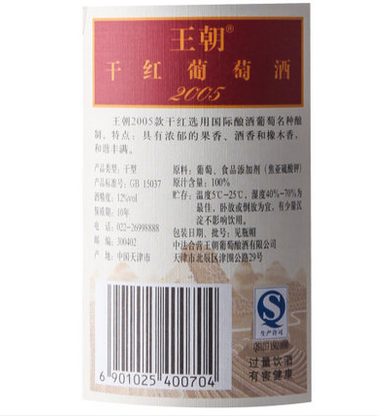 王朝®
干红葡萄酒
2005
王朝2005款干红选用国际酿酒葡萄名种酿
制。特点：具有浓郁的果香、酒香和橡木香，
和谐丰满。
产品类型：干型
产品标准号：GB 15037
酒精度：12%vol
保质期：10年
电 话：022-26998888
邮 编：300402
产 地：中国天津市
原料：葡萄、食品添加剂（焦亚硫酸钾）
原汁含量：100%
贮存：温度5℃-25℃，湿度40%-70%为
最佳，卧放或倒放为宜，有少量沉
淀不影响饮用。
包装日期、批号：见瓶帽
中法合营王朝葡萄酿酒有限公司
天津市北辰区津围公路29号
QS
生产许可
过量饮酒
有害健康
6 901025 400704